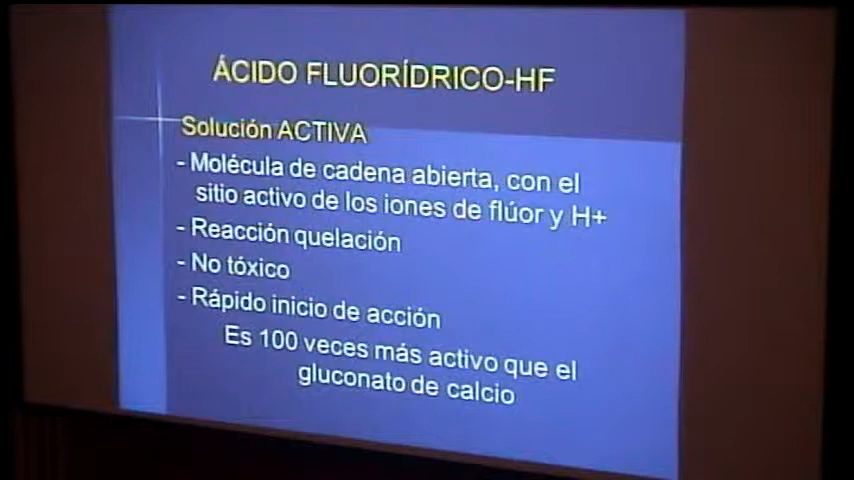 ÁCIDO FLUORÍDRICO-HF
Solución ACTIVA
- Molécula de cadena abierta, con el
sitio activo de los iones de flúor y H+
- Reacción quelación
- No tóxico
- Rápido inicio de acción
Es 100 veces más activo que el
gluconato de calcio